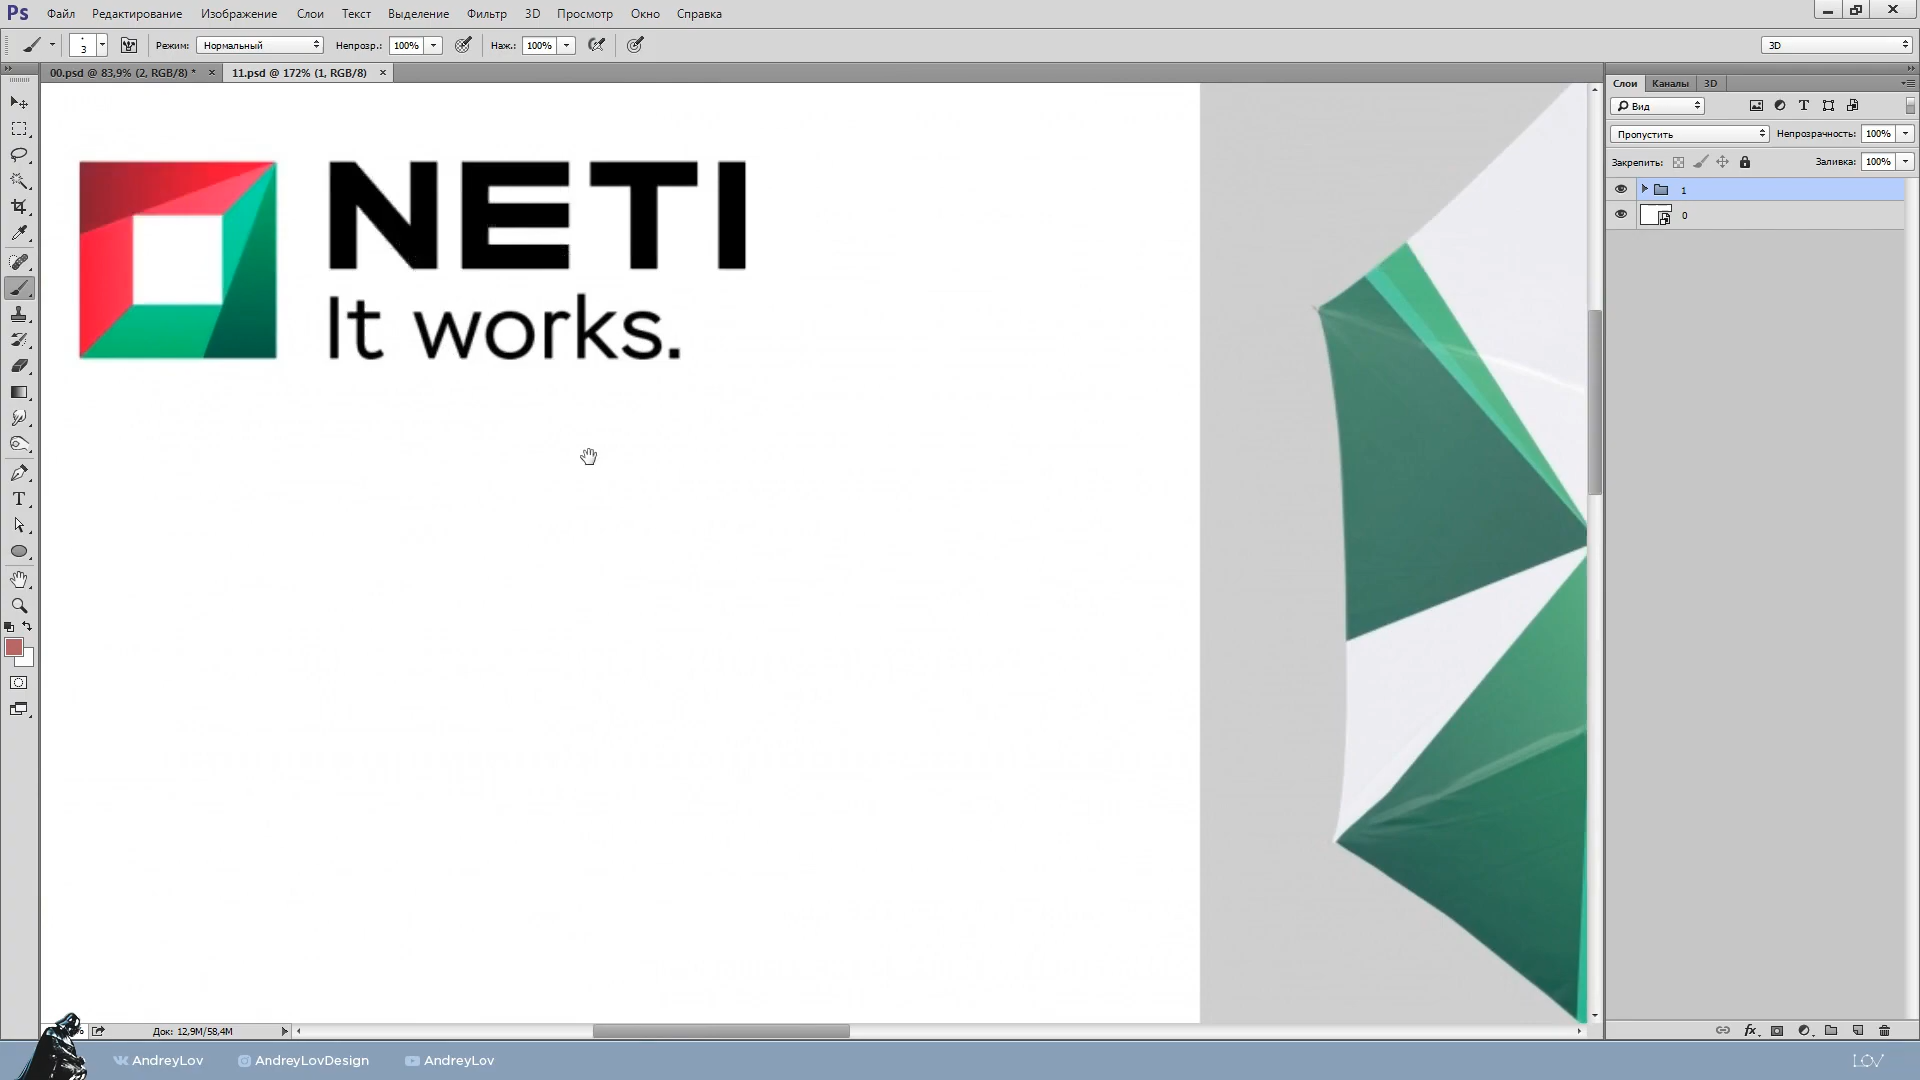 Ps Файл Редактирование Изображение Слои Текст Выделение Фильтр 3D Просмотр Окно Справка
3 Режим: Нормальный Непрозр.: 100% Наж.: 100% 3D
00.psd @ 83,9% (2, RGB/8) * 11.psd @ 172% (1, RGB/8)
Слои Каналы 3D
Вид
Пропустить Непрозрачность: 100%
Закрепить: Заливка: 100%
1
0
NETI
It works.
Док: 12,9M/58,4M
AndreyLov AndreyLovDesign AndreyLov
LOV